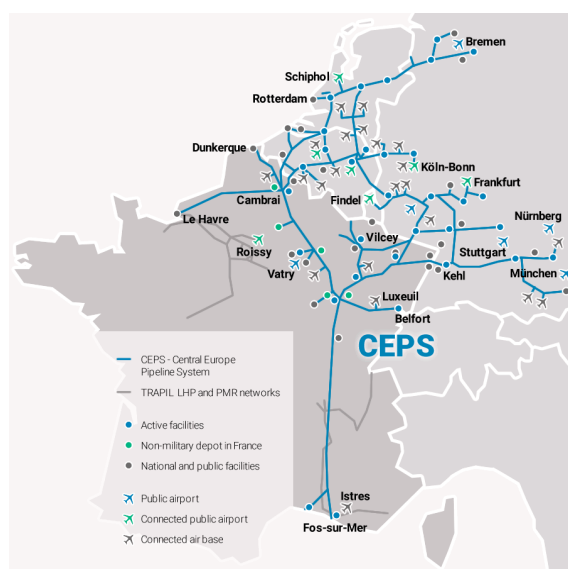 Bremen
Schiphol
Rotterdam
Dunkerque
Köln-Bonn
Cambrai
Findel
Frankfurt
Le Havre
Nürnberg
Roissy
Vilcey
Stuttgart
Vatry
Kehl
München
Luxeuil
Belfort
CEPS
CEPS - Central Europe
Pipeline System
TRAPIL LHP and PMR networks
Active facilities
Non-military depot in France
National and public facilities
Public airport
Connected public airport
Connected air base
Istres
Fos-sur-Mer